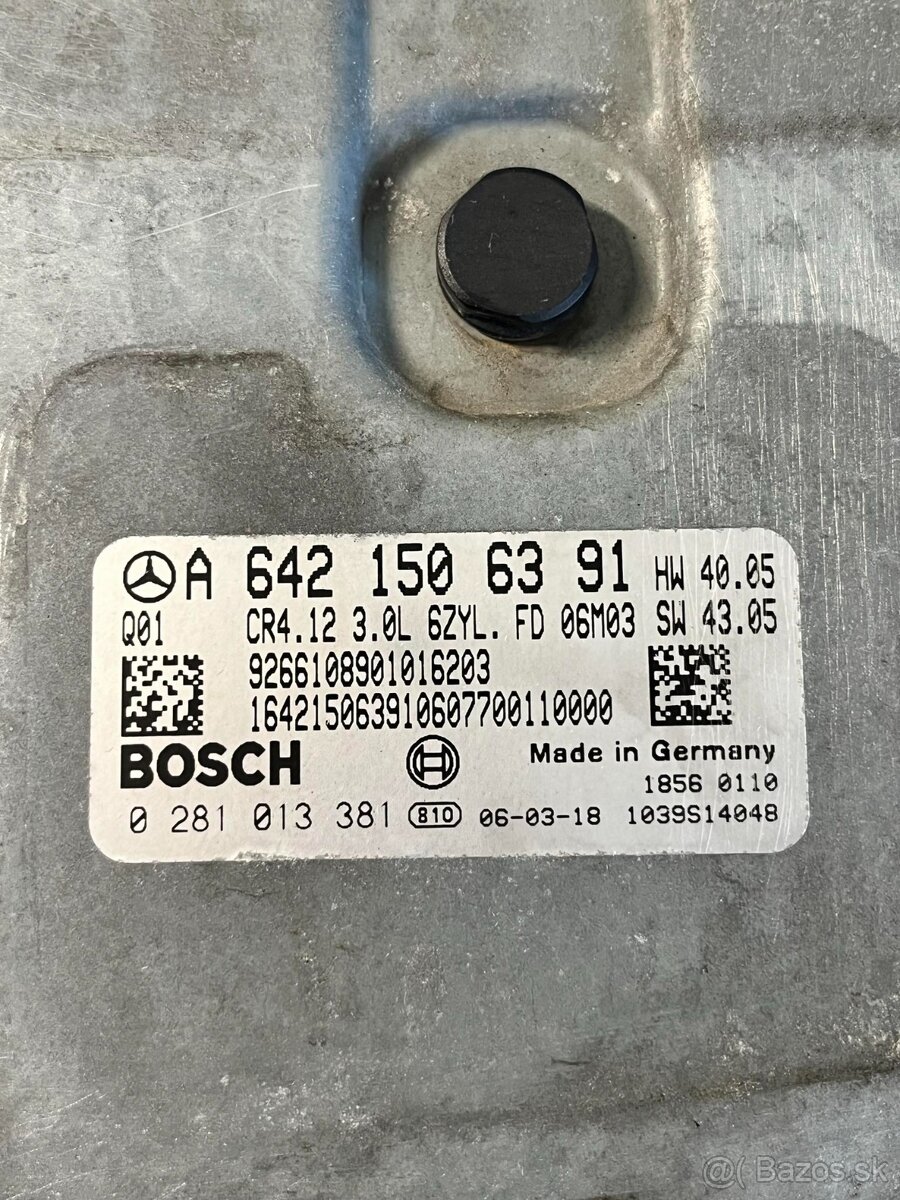 A 642 150 63 91 HW 40.05
Q01 CR4.12 3.0L 6ZYL. FD 06M03 SW 43.05
9266108901016203
164215063910607700110000
BOSCH Made in Germany
1856 0110
0 281 013 381 810 06-03-18 1039S14048
@( Bazos.sk